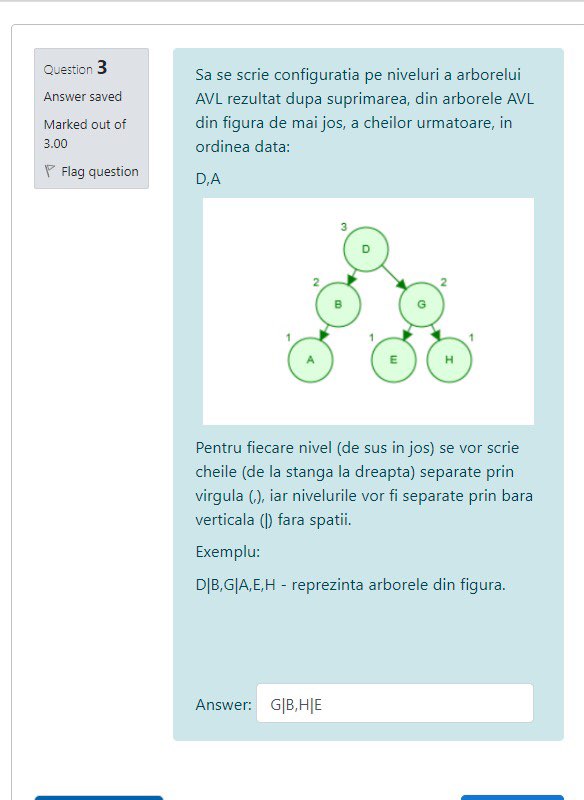 Question 3
Answer saved
Marked out of
3.00
Flag question
Sa se scrie configuratia pe niveluri a arborelui
AVL rezultat dupa suprimarea, din arborele AVL
din figura de mai jos, a cheilor urmatoare, in
ordinea data:
D,A
3
D
2
2
B
G
1
1
1
A
E
H
Pentru fiecare nivel (de sus in jos) se vor scrie
cheile (de la stanga la dreapta) separate prin
virgula (,), iar nivelurile vor fi separate prin bara
verticala (|) fara spatii.
Exemplu:
D|B,G|A,E,H - reprezinta arborele din figura.
Answer: G|B,H|E